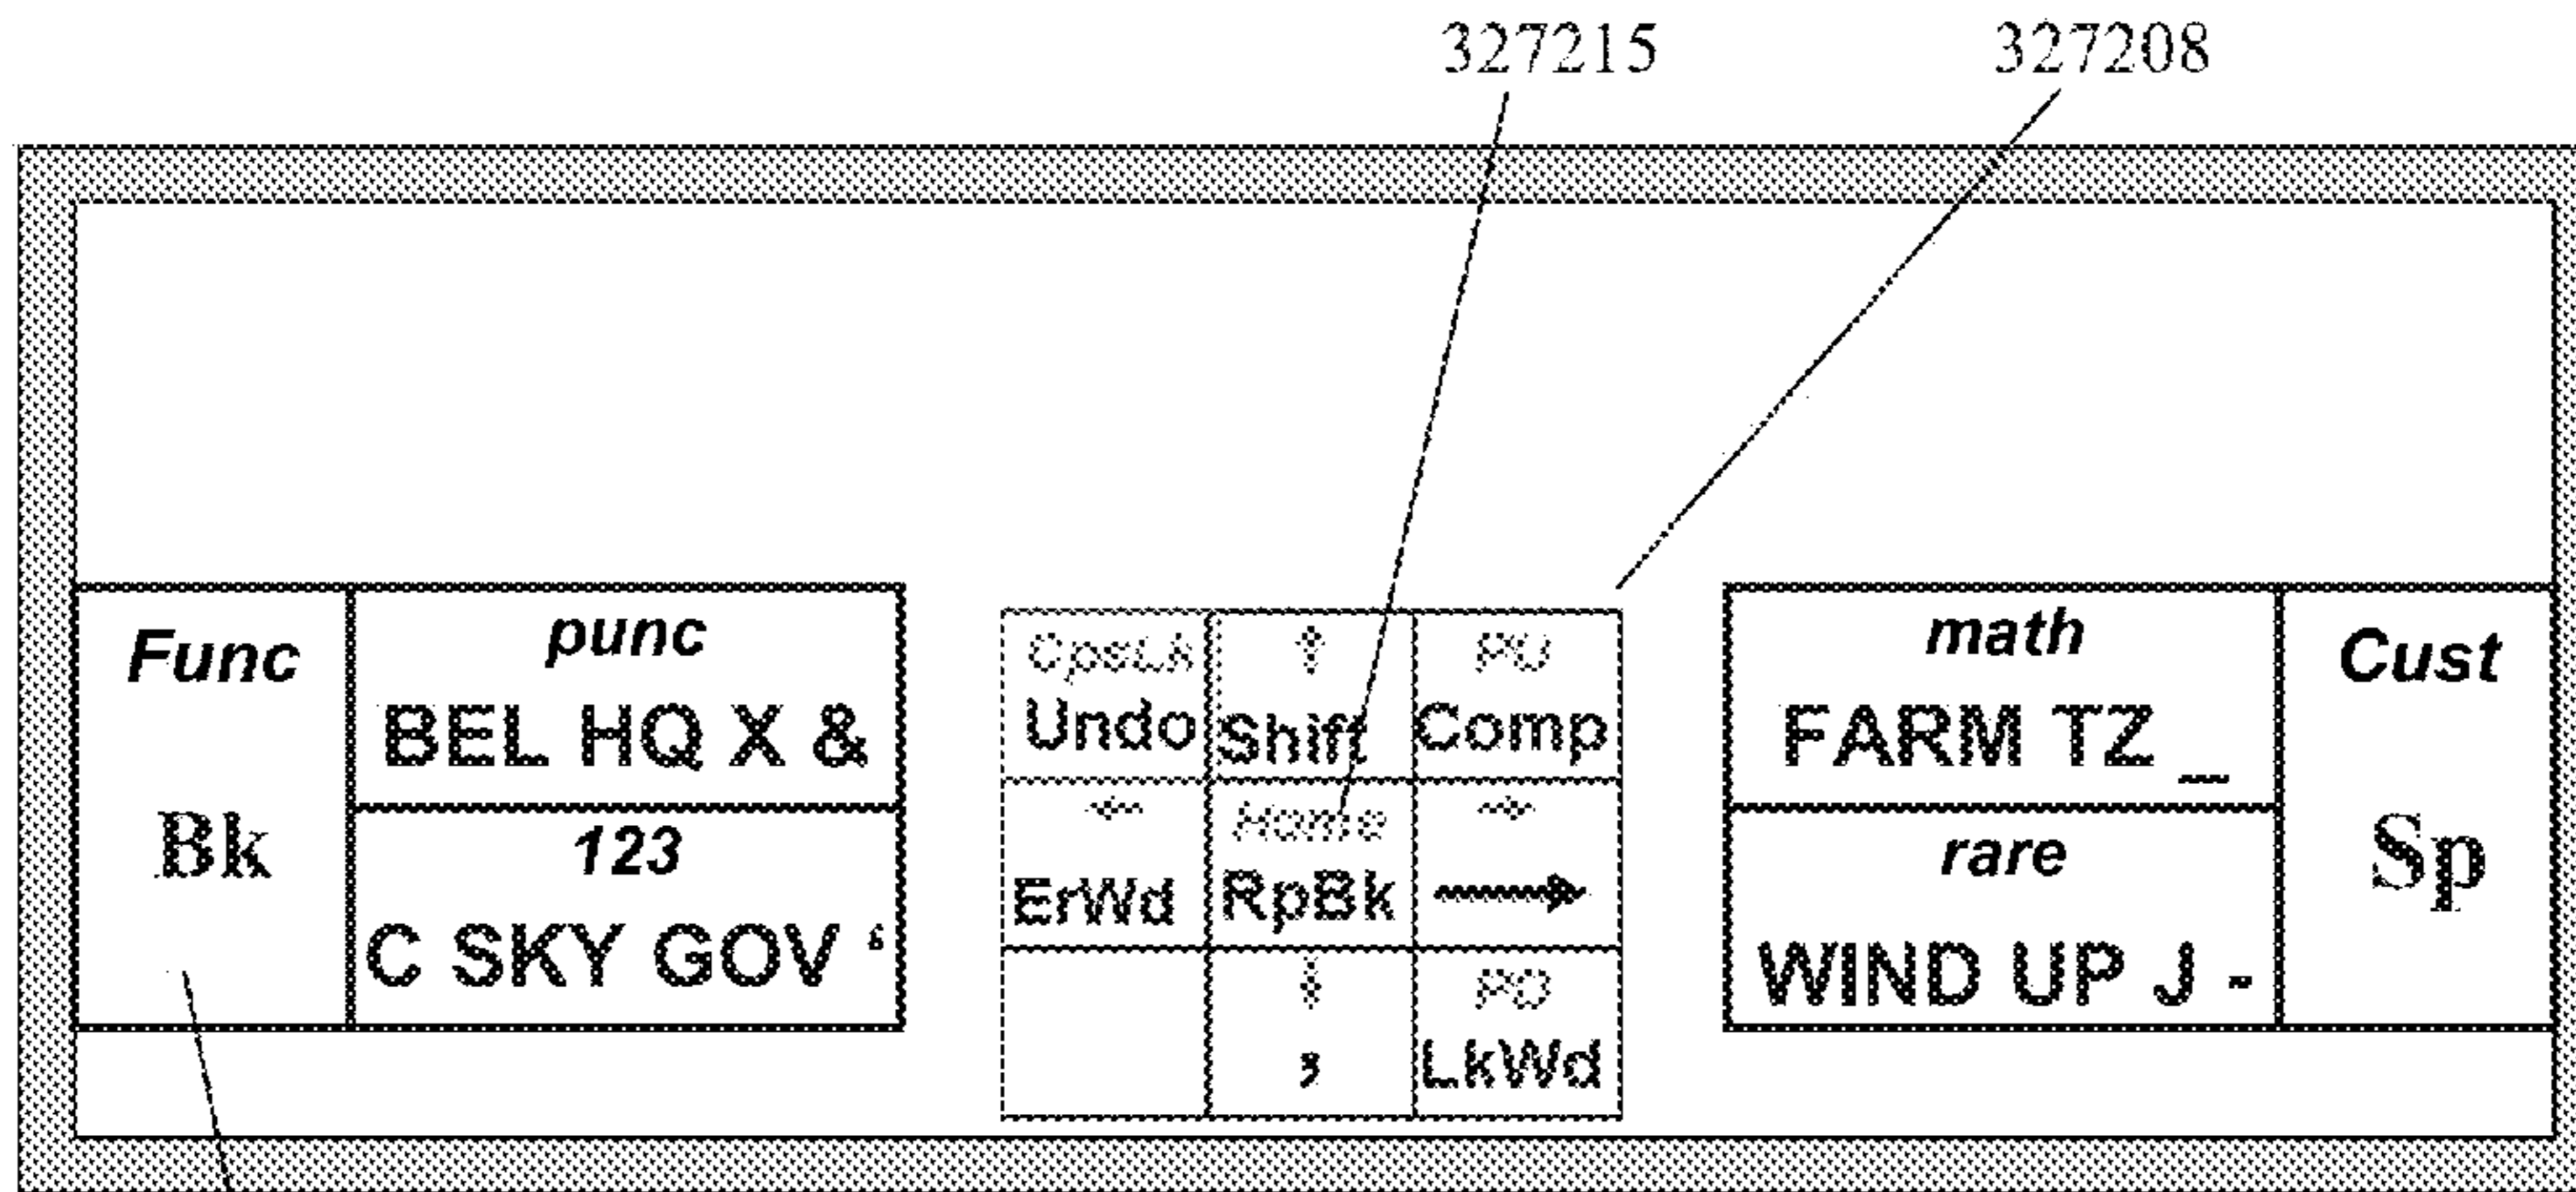 327215 327208
Func
Bk
punc
BEL HQ X &
123
C SKY GOV ‘
CpsLk ↑ PU
Undo Shift Comp
← Home →
ErWd RpBk →
↓ PD
, LkWd
math
FARM TZ _
rare
WIND UP J -
Cust
Sp